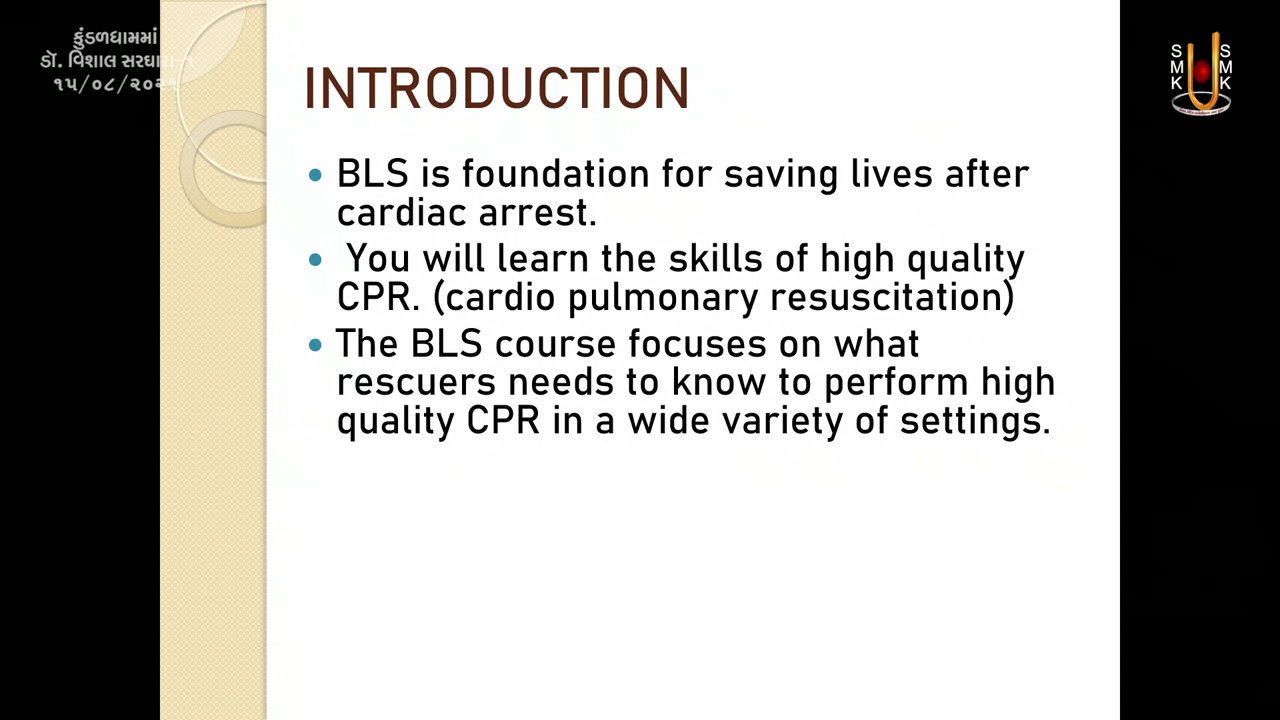 કુંડળધામમાં
ડૉ. વિશાલ
૧૫/૦૮/૨૦૨૧
INTRODUCTION
S S
M M
K K
• BLS is foundation for saving lives after
cardiac arrest.
• You will learn the skills of high quality
CPR. (cardio pulmonary resuscitation)
• The BLS course focuses on what
rescuers needs to know to perform high
quality CPR in a wide variety of settings.